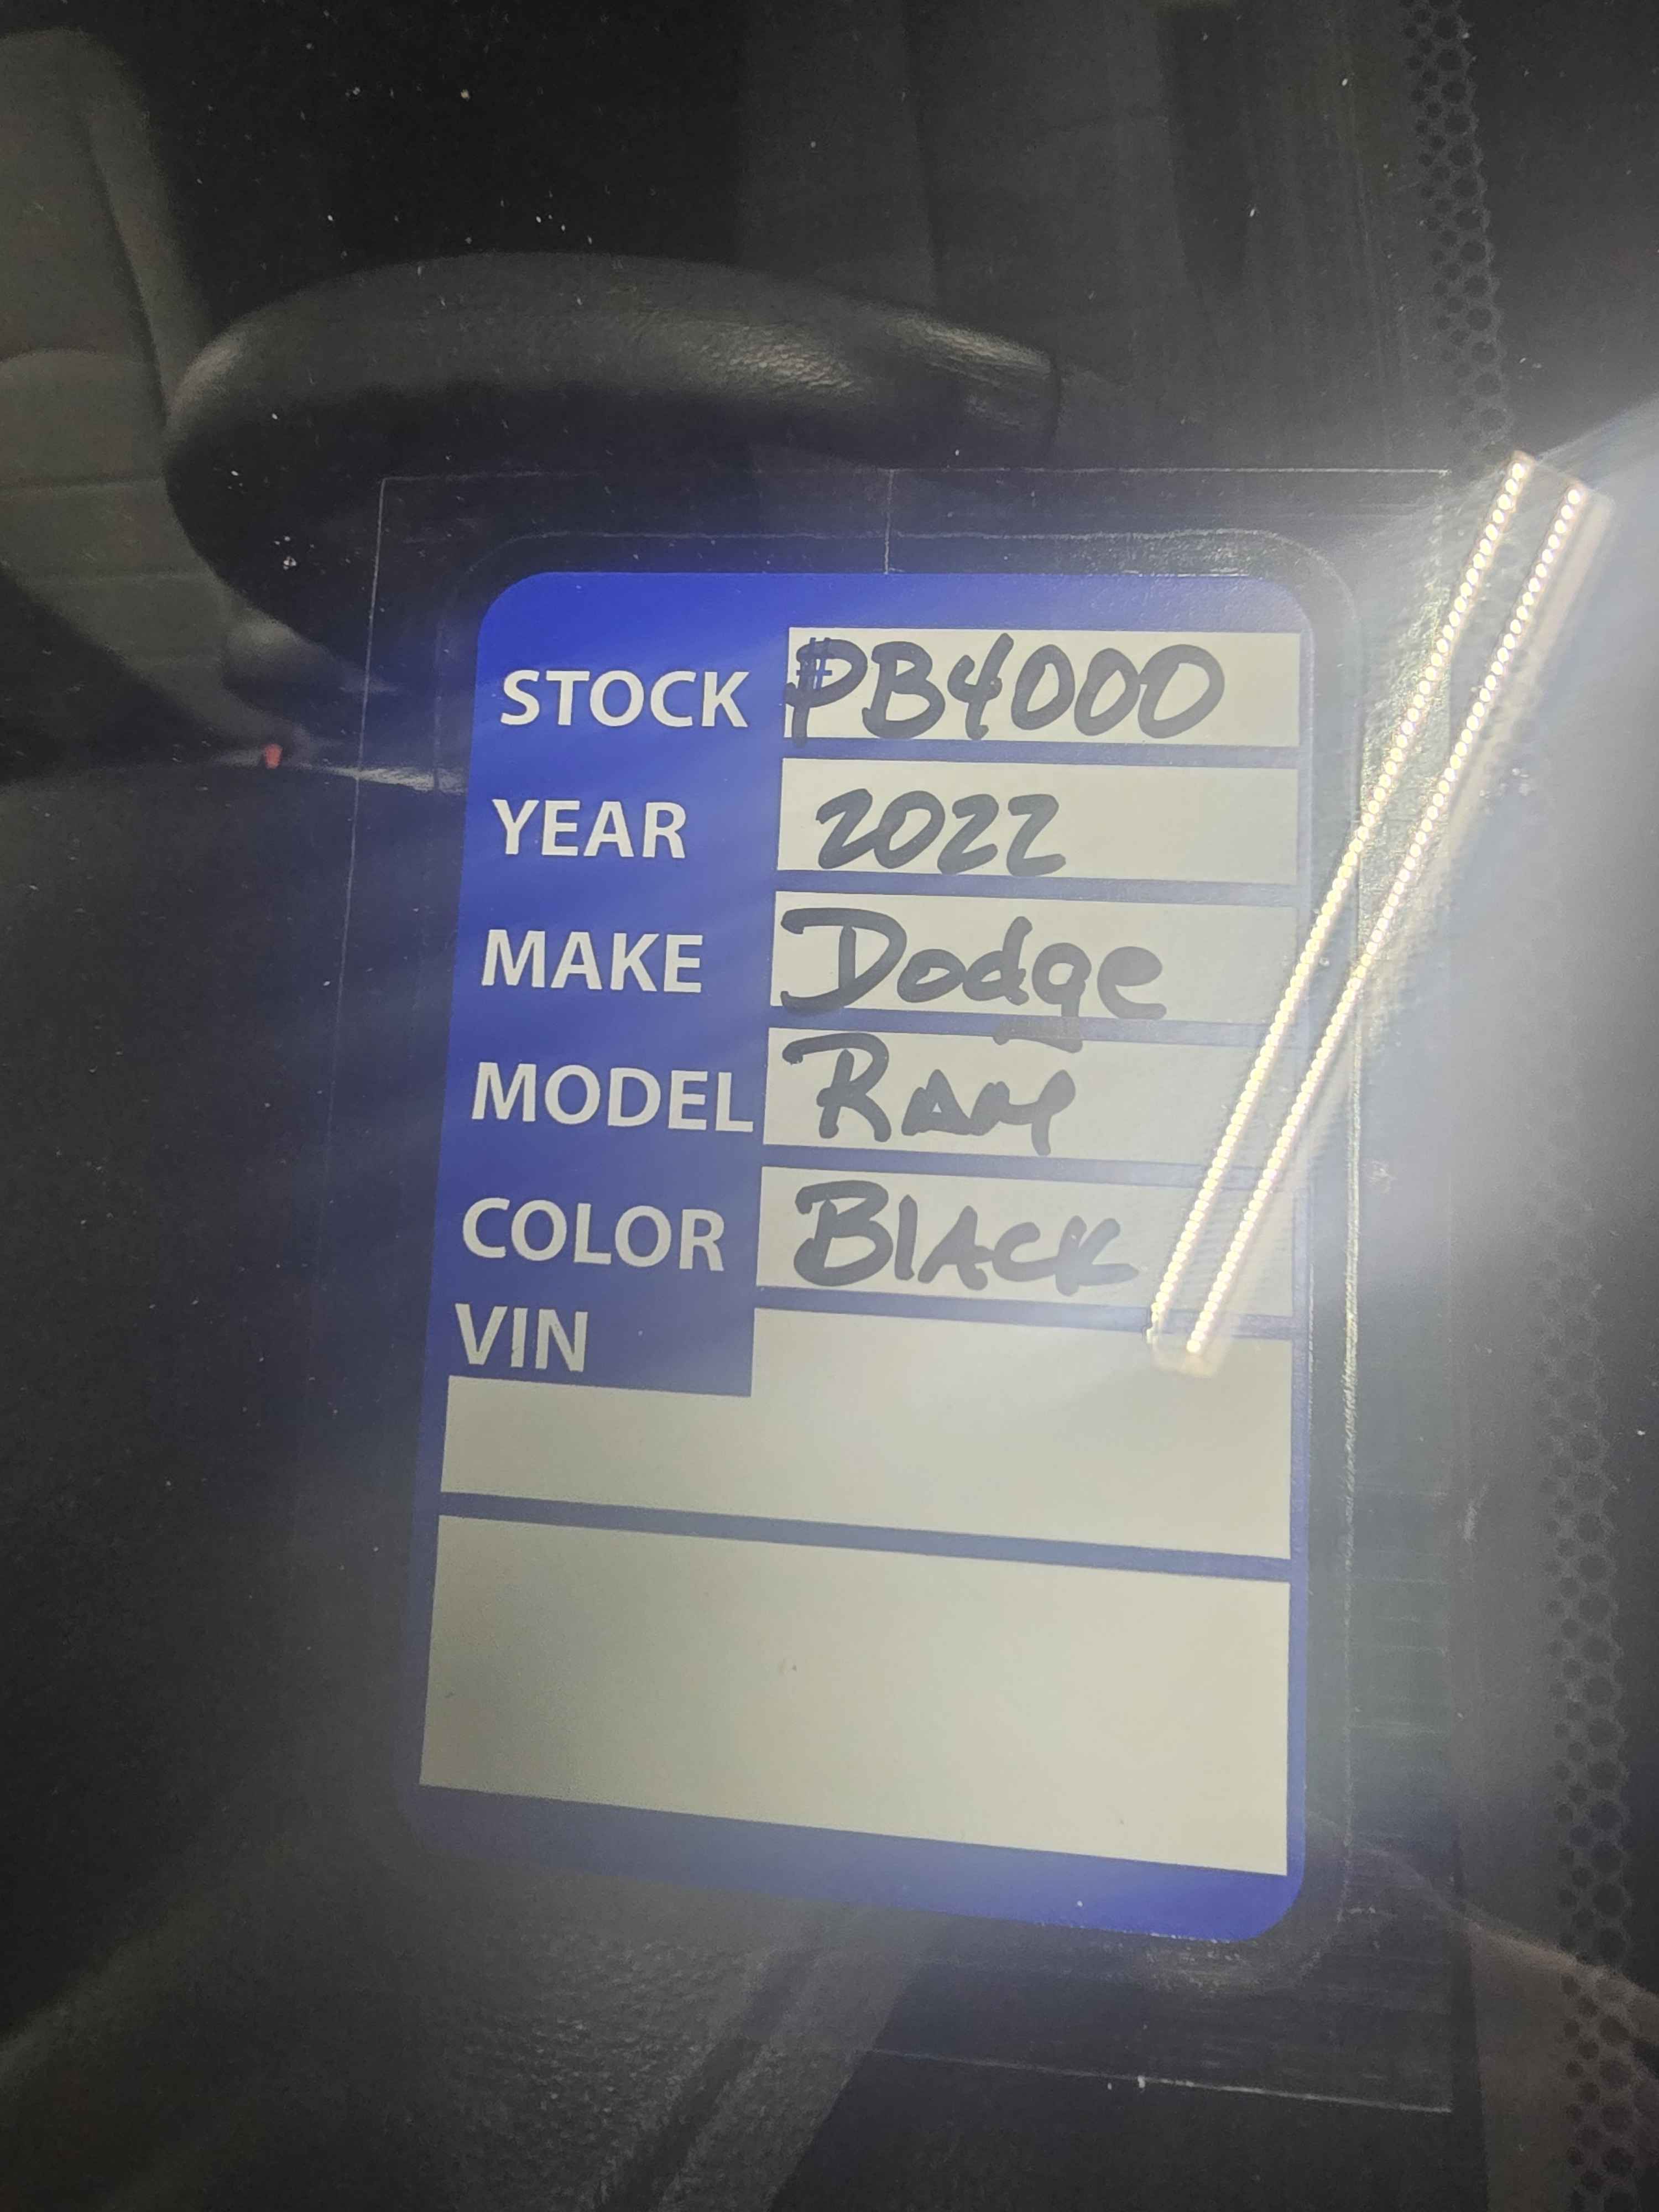 STOCK #PB4000
YEAR 2022
MAKE Dodge
MODEL RAM
COLOR BLACK
VIN